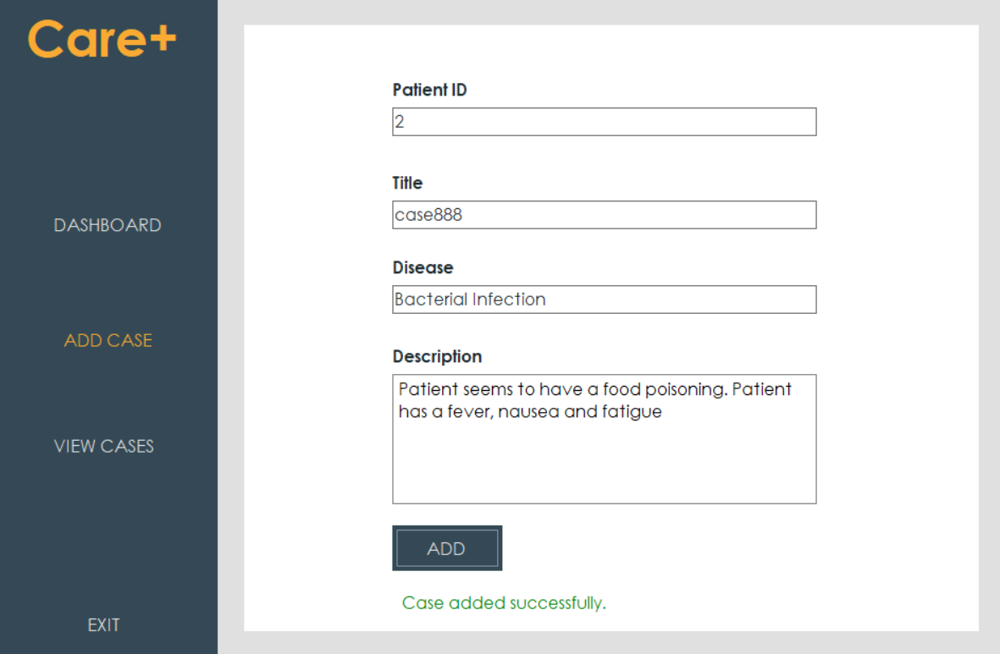 Care+
DASHBOARD
ADD CASE
VIEW CASES
EXIT
Patient ID
2
Title
case888
Disease
Bacterial Infection
Description
Patient seems to have a food poisoning. Patient
has a fever, nausea and fatigue
ADD
Case added successfully.